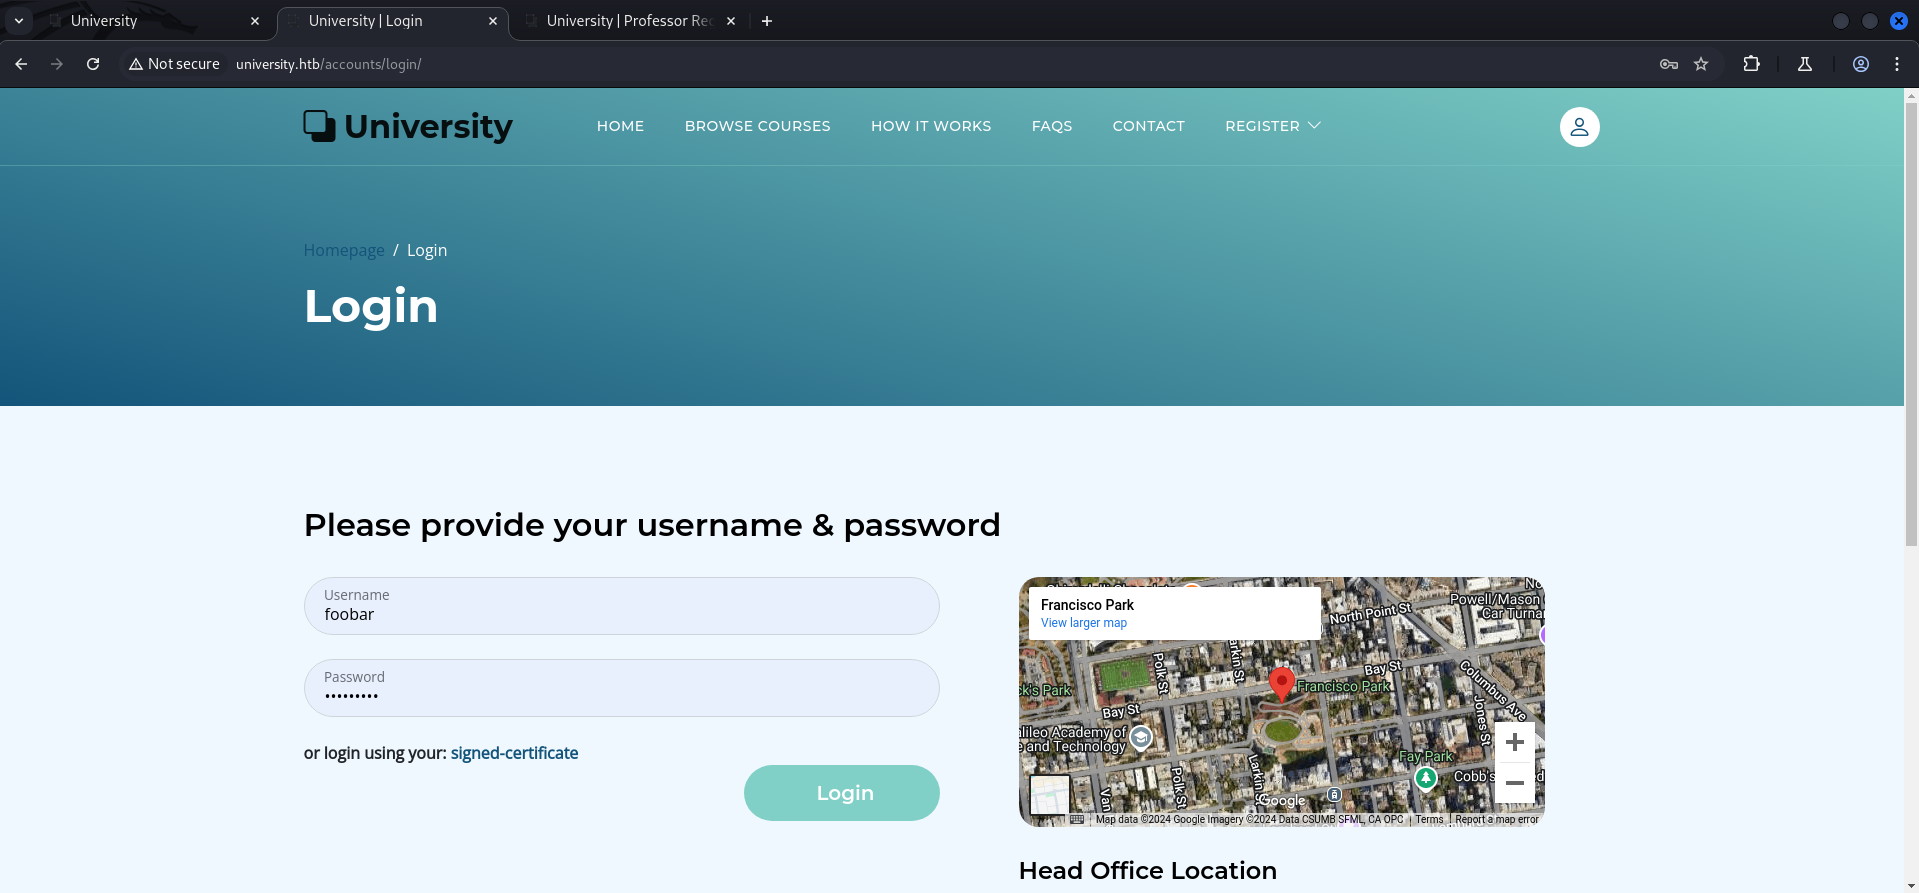 University
University | Login
University | Professor Reg
Not secure
university.htb/accounts/login/
University
HOME
BROWSE COURSES
HOW IT WORKS
FAQS
CONTACT
REGISTER
Homepage / Login
Login
Please provide your username & password
Username
foobar
Password
•••••••••
or login using your: signed-certificate
Login
Francisco Park
View larger map
North Point St
Powell/Mason
Car Turna
Polk St
Larkin St
Bay St
Columbus Ave
Francisco Park
Bay St
Jones St
Galileo Academy of
and Technology
Fay Park
Cobb's
Polk St
Larkin St
Van
Google
Map data ©2024 Google Imagery ©2024 Data CSUMB SFML, CA OPC
Terms
Report a map error
Head Office Location